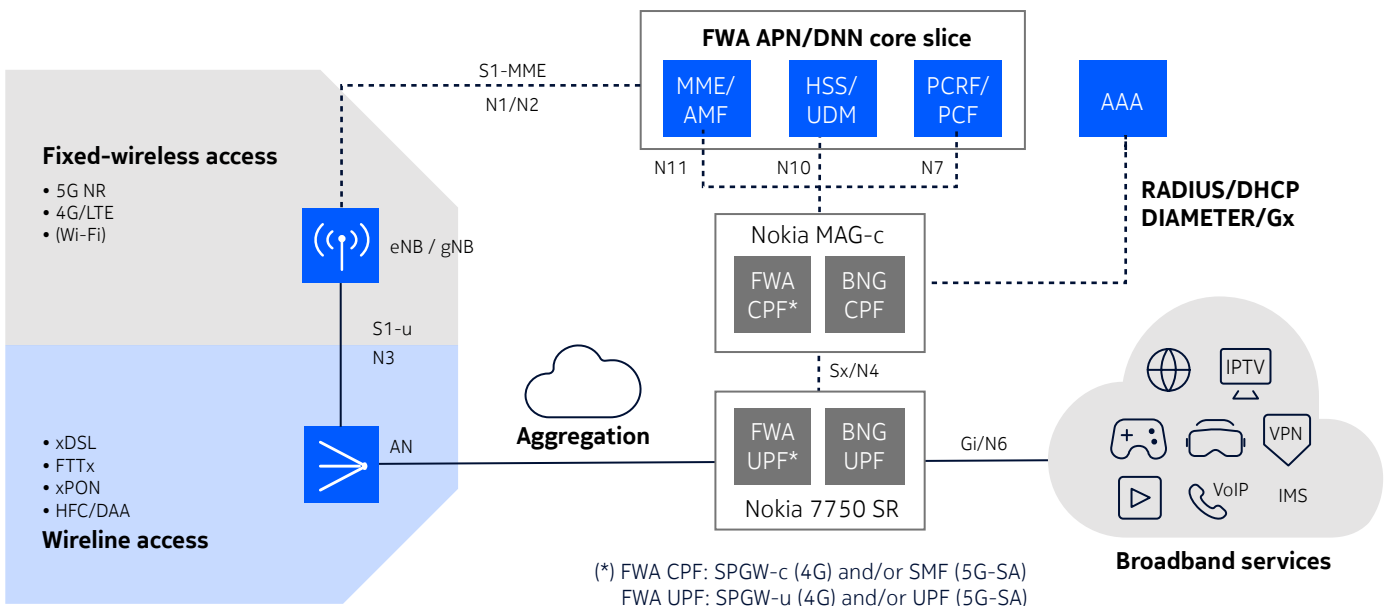 FWA APN/DNN core slice
MME/
AMF
HSS/
UDM
PCRF/
PCF
AAA
S1-MME
N1/N2
N11
N10
N7
RADIUS/DHCP
DIAMETER/Gx
Fixed-wireless access
• 5G NR
• 4G/LTE
• (Wi-Fi)
eNB / gNB
S1-u
N3
Nokia MAG-c
FWA
CPF*
BNG
CPF
Sx/N4
• xDSL
• FTTx
• xPON
• HFC/DAA
Wireline access
AN
Aggregation
FWA
UPF*
BNG
UPF
Nokia 7750 SR
Gi/N6
IPTV
VPN
VoIP
IMS
Broadband services
(*) FWA CPF: SPGW-c (4G) and/or SMF (5G-SA)
FWA UPF: SPGW-u (4G) and/or UPF (5G-SA)